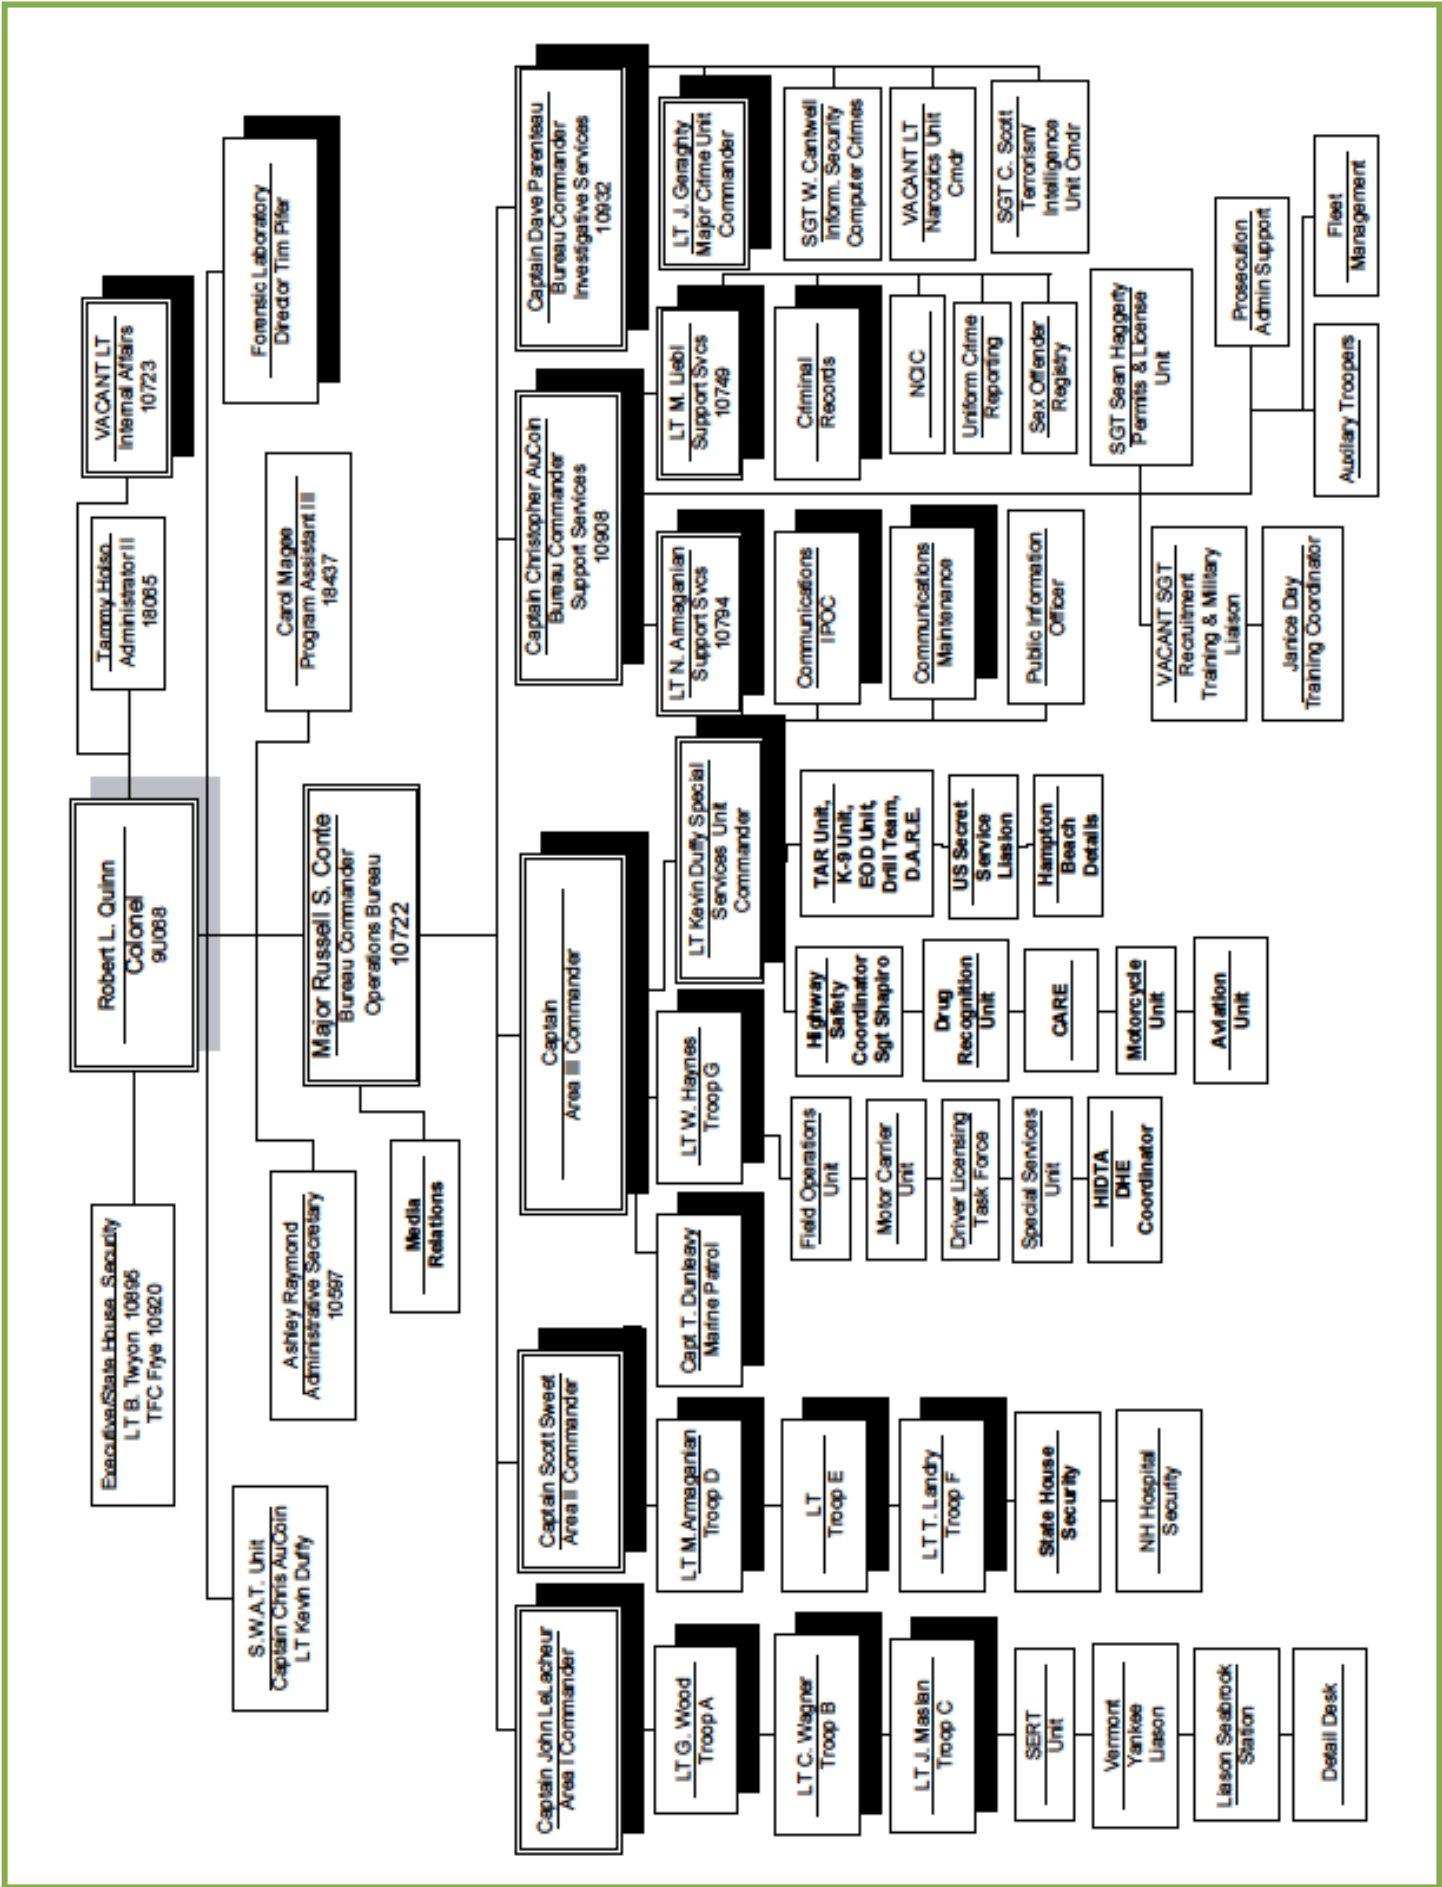 Robert L. Quinn
Colonel
9U068
Executive/State House Security
LT B. Twyon 10895
TFC Frye 10920
Tammy Holso
Administrator II
18065
VACANT LT
Internal Affairs
10723
S.W.A.T. Unit
Captain Chris AuCoin
LT Kevin Duffy
Forensic Laboratory
Director Tim Pifer
Ashley Raymond
Administrative Secretary
10597
Carol Magee
Program Assistant III
18437
Major Russell S. Conte
Bureau Commander
Operations Bureau
10722
Media
Relations
Captain John LeLacheur
Area I Commander
Captain Scott Sweet
Area II Commander
Captain
Area III Commander
Captain Christopher AuCoin
Bureau Commander
Support Services
10908
Captain Dave Parenteau
Bureau Commander
Investigative Services
10932
LT G. Wood
Troop A
LT C. Wagner
Troop B
LT J. Maslan
Troop C
SERT
Unit
Vermont
Yankee
Liason
Liason Seabrook
Station
Detail Desk
LT M. Armaganian
Troop D
LT
Troop E
LT T. Landry
Troop F
State House
Security
NH Hospital
Security
Capt T. Dunleavy
Marine Patrol
LT W. Haynes
Troop G
Field Operations
Unit
Motor Carrier
Unit
Driver Licensing
Task Force
Special Services
Unit
HIDTA
DHE
Coordinator
LT Kevin Duffy Special
Services Unit
Commander
Highway
Safety
Coordinator
Sgt Shapiro
Drug
Recognition
Unit
CARE
Motorcycle
Unit
Aviation
Unit
TAR Unit,
K-9 Unit,
EOD Unit,
Drill Team,
D.A.R.E.
US Secret
Service
Liasion
Hampton
Beach
Details
LT N. Armaganian
Support Svcs
10794
Communications
IPOC
Communications
Maintenance
Public Information
Officer
LT M. Liebl
Support Svcs
10749
Criminal
Records
NCIC
Uniform Crime
Reporting
Sex Offender
Registry
SGT Sean Haggerty
Permits & License
Unit
VACANT SGT
Recruitment
Training & Military
Liaison
Janice Day
Training Coordinator
Prosecution
Admin Support
Auxilary Troopers
Fleet
Management
LT J. Geraghty
Major Crime Unit
Commander
SGT W. Cantwell
Inform. Security
Computer Crimes
VACANT LT
Narcotics Unit
Cmdr
SGT C. Scott
Terrorism/
Intelligence
Unit Cmdr